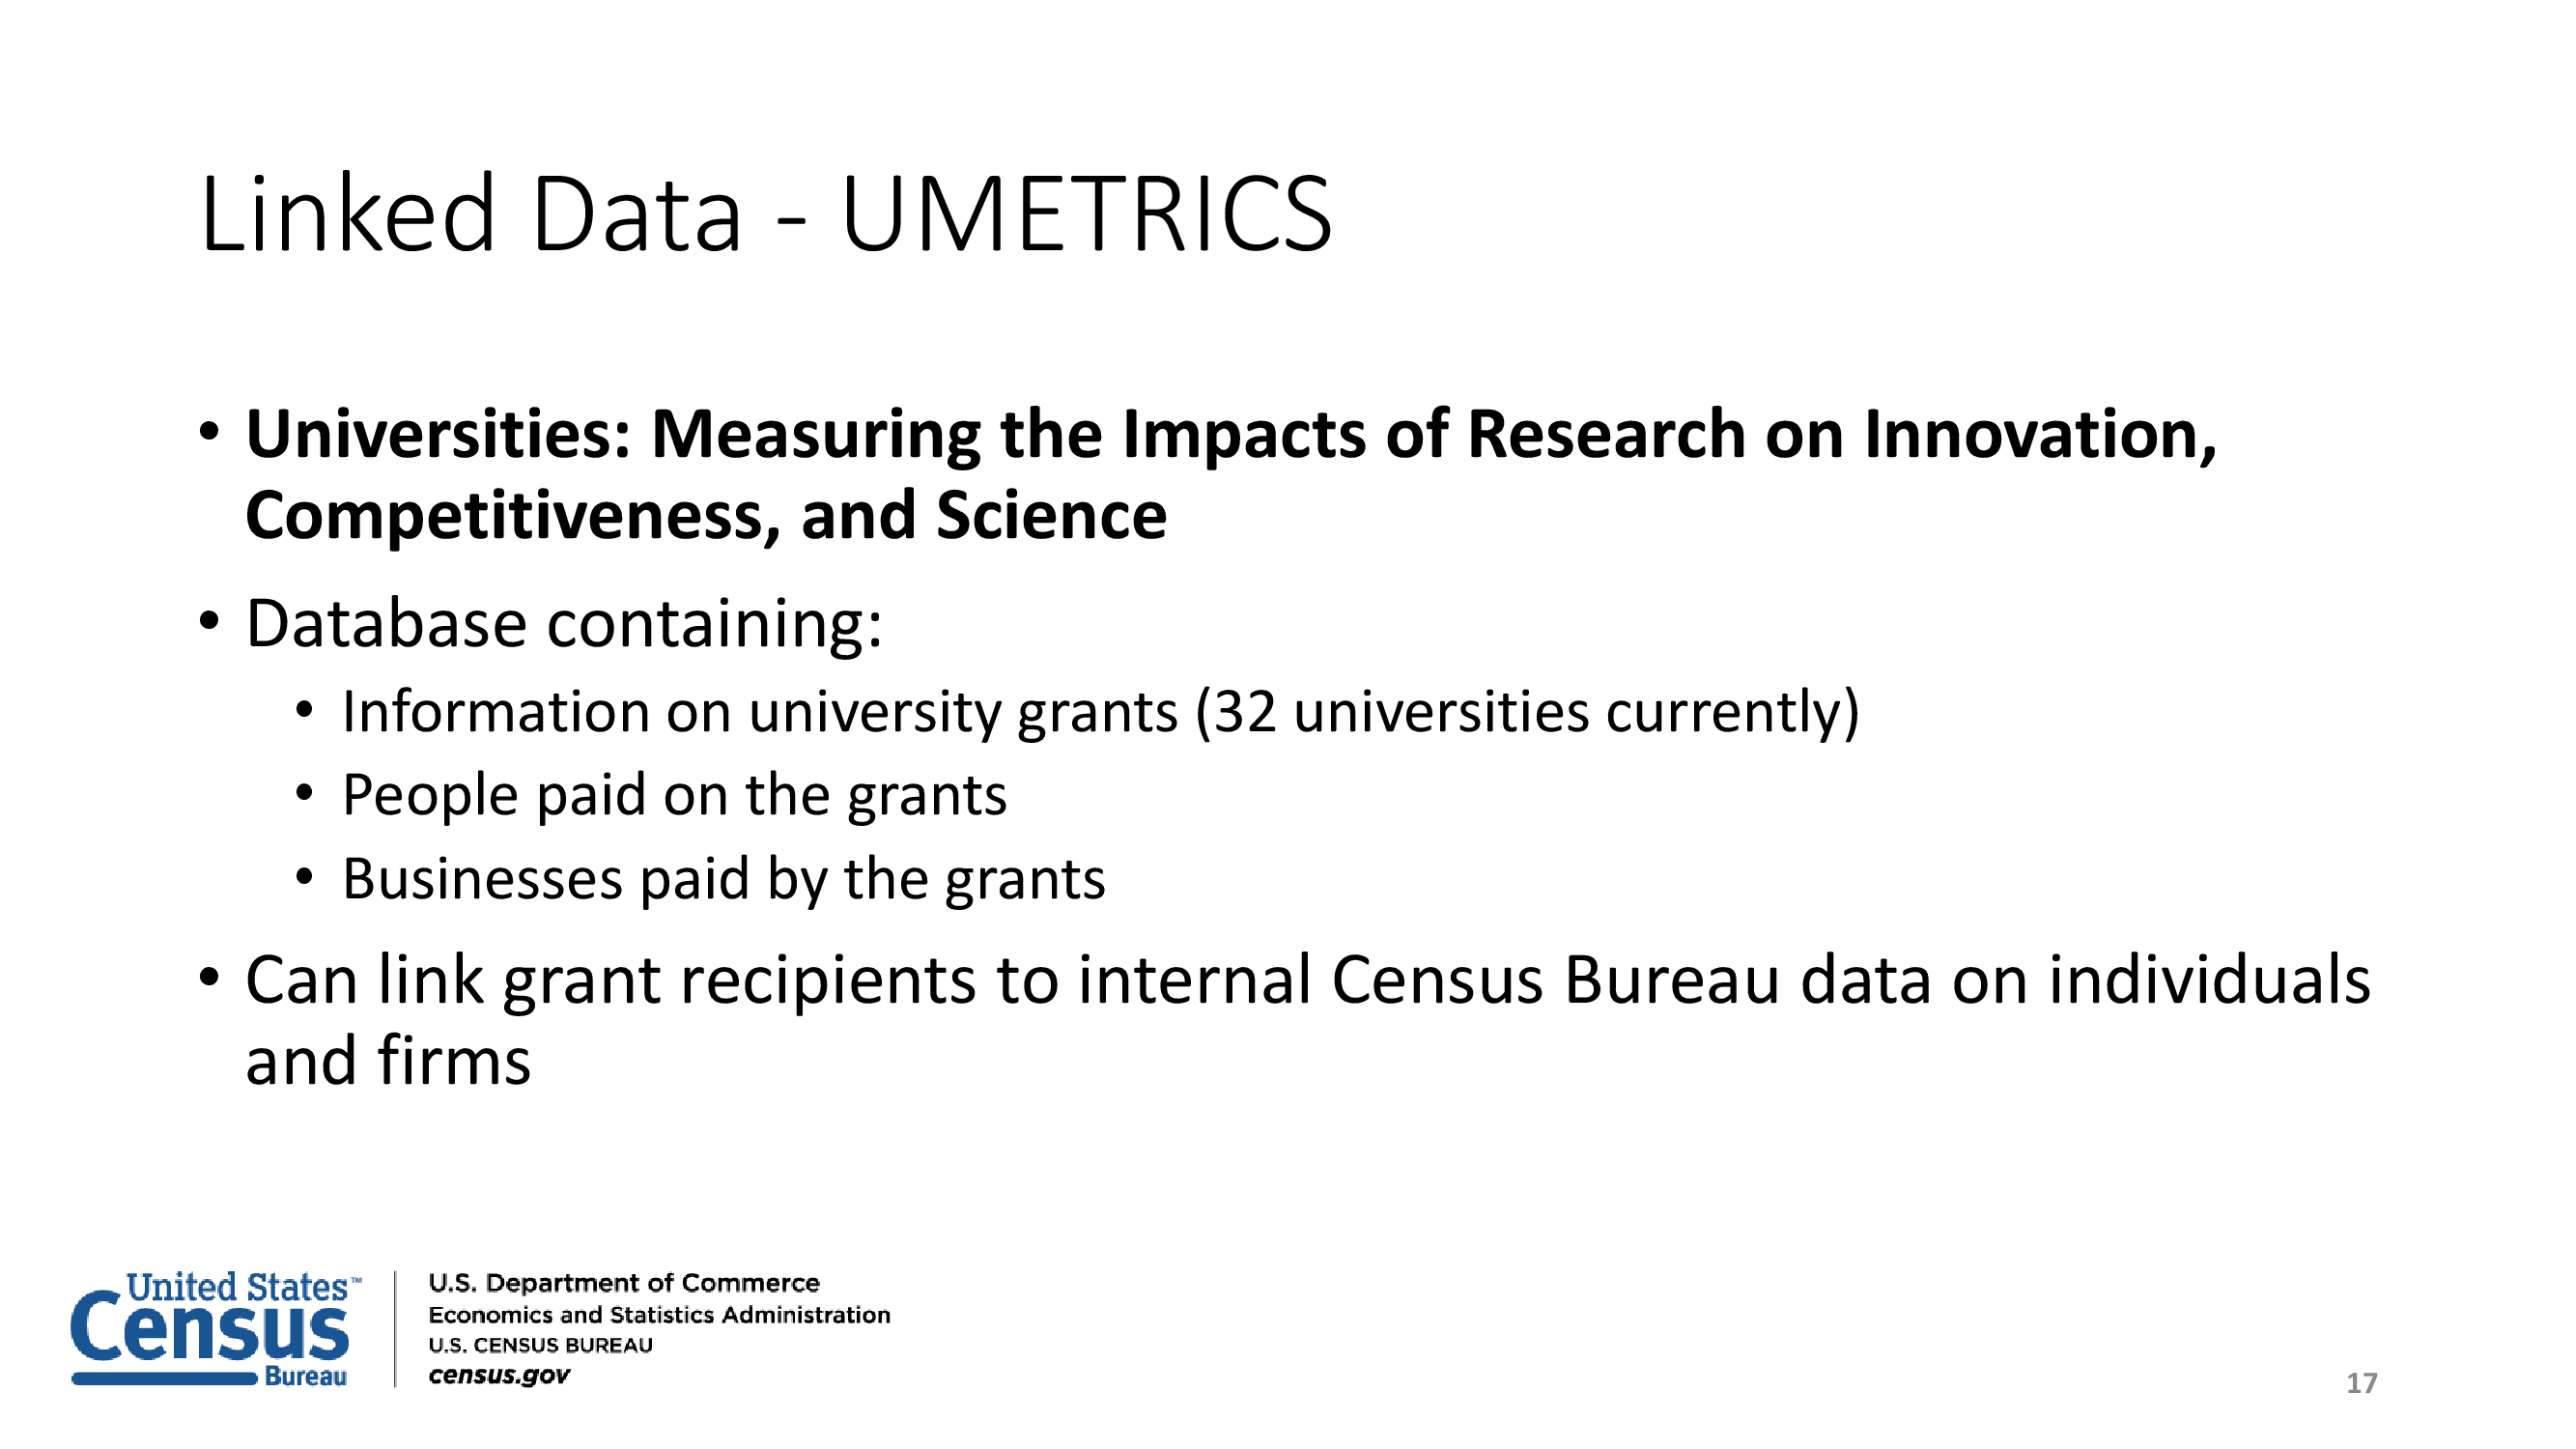 Linked Data - UMETRICS
• Universities: Measuring the Impacts of Research on Innovation,
Competitiveness, and Science
• Database containing:
• Information on university grants (32 universities currently)
• People paid on the grants
• Businesses paid by the grants
• Can link grant recipients to internal Census Bureau data on individuals
and firms
United States™
Census
Bureau
U.S. Department of Commerce
Economics and Statistics Administration
U.S. CENSUS BUREAU
census.gov
17